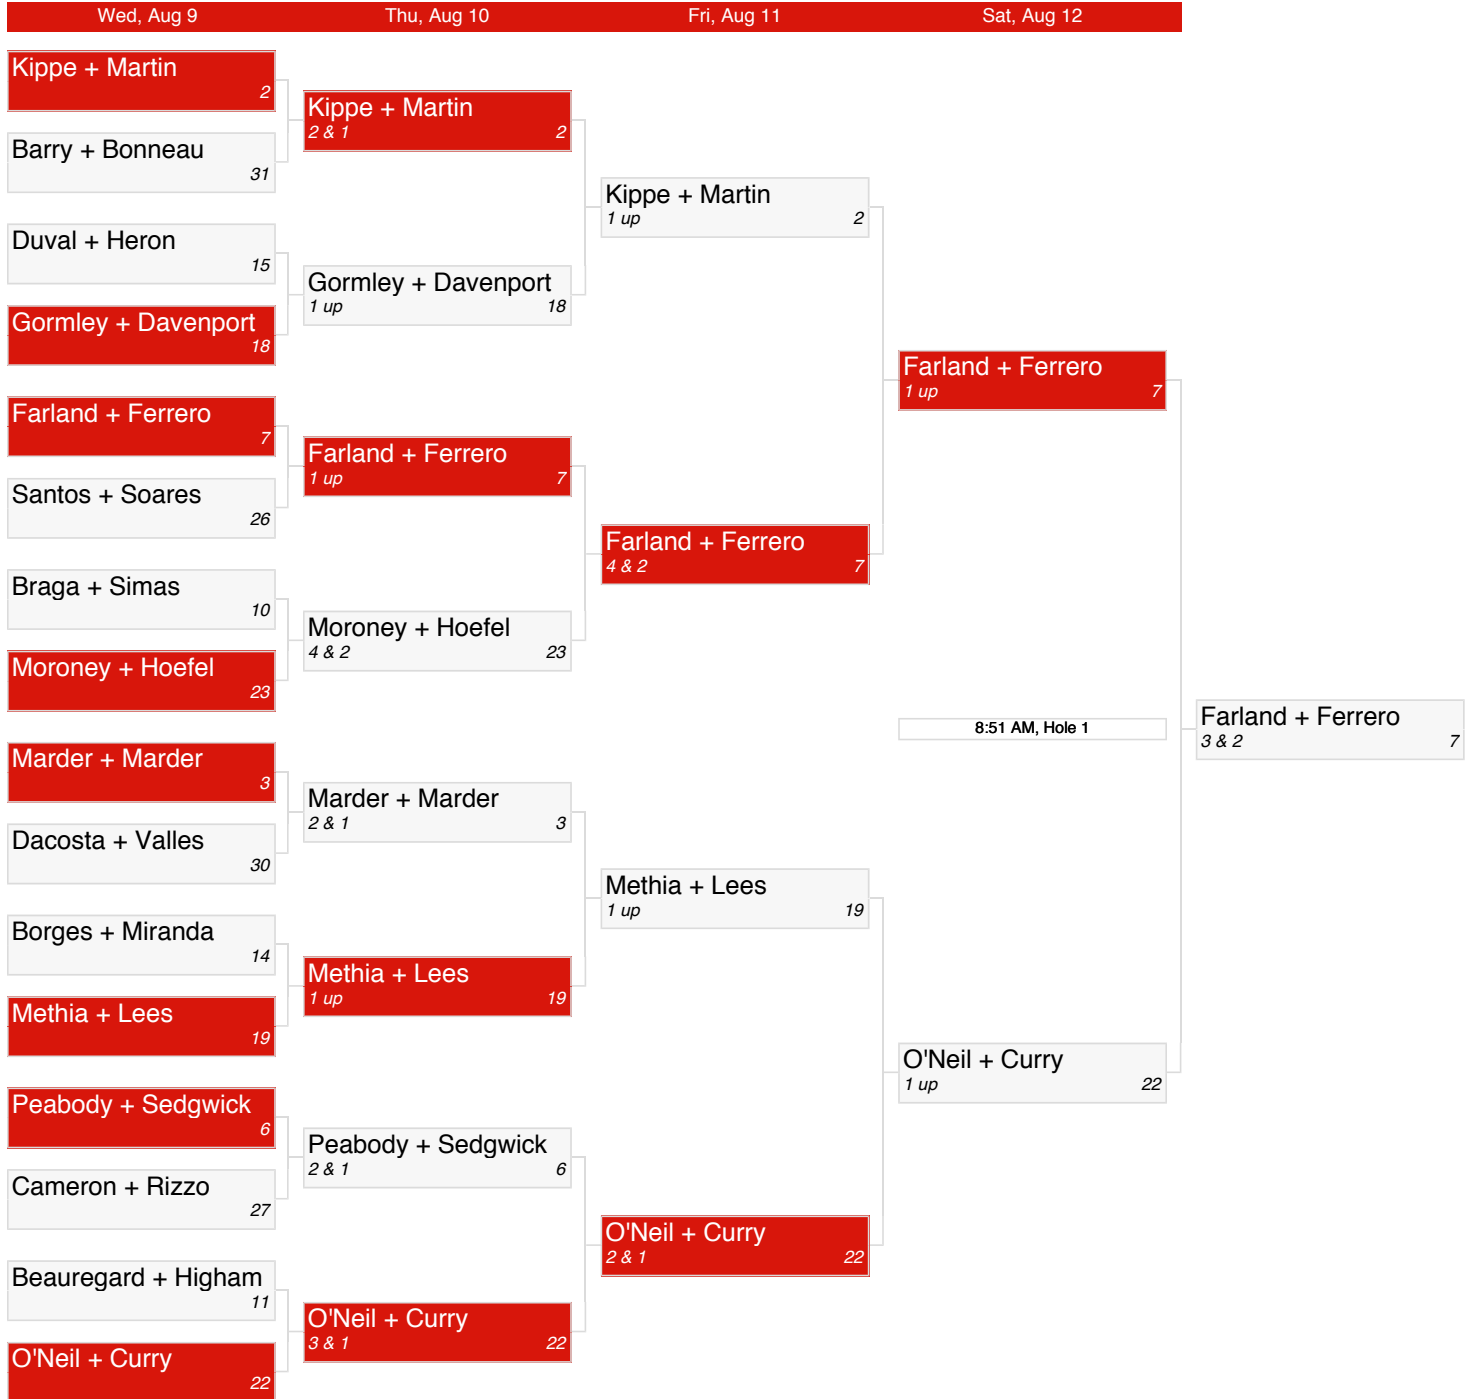 Wed, Aug 9
Thu, Aug 10
Fri, Aug 11
Sat, Aug 12
Kippe + Martin
2
Barry + Bonneau
31
Duval + Heron
15
Gormley + Davenport
18
Farland + Ferrero
7
Santos + Soares
26
Braga + Simas
10
Moroney + Hoefel
23
Marder + Marder
3
Dacosta + Valles
30
Borges + Miranda
14
Methia + Lees
19
Peabody + Sedgwick
6
Cameron + Rizzo
27
Beauregard + Higham
11
O'Neil + Curry
22
Kippe + Martin
2 & 1 2
Gormley + Davenport
1 up 18
Farland + Ferrero
1 up 7
Moroney + Hoefel
4 & 2 23
Marder + Marder
2 & 1 3
Methia + Lees
1 up 19
Peabody + Sedgwick
2 & 1 6
O'Neil + Curry
3 & 1 22
Kippe + Martin
1 up 2
Farland + Ferrero
4 & 2 7
Methia + Lees
1 up 19
O'Neil + Curry
2 & 1 22
Farland + Ferrero
1 up 7
8:51 AM, Hole 1
O'Neil + Curry
1 up 22
Farland + Ferrero
3 & 2 7